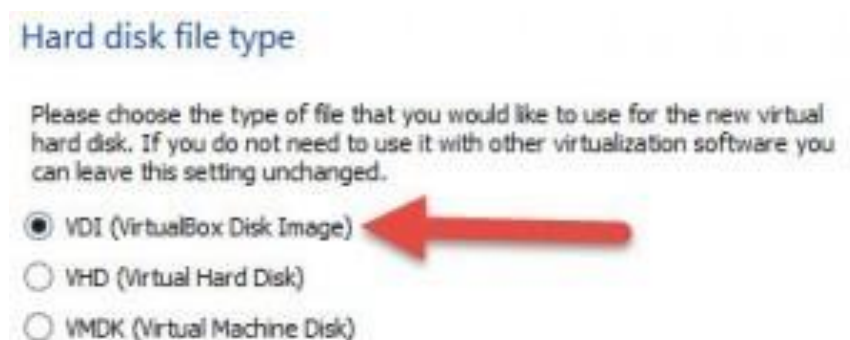 Hard disk file type
Please choose the type of file that you would like to use for the new virtual
hard disk. If you do not need to use it with other virtualization software you
can leave this setting unchanged.
VDI (VirtualBox Disk Image)
VHD (Virtual Hard Disk)
VMDK (Virtual Machine Disk)